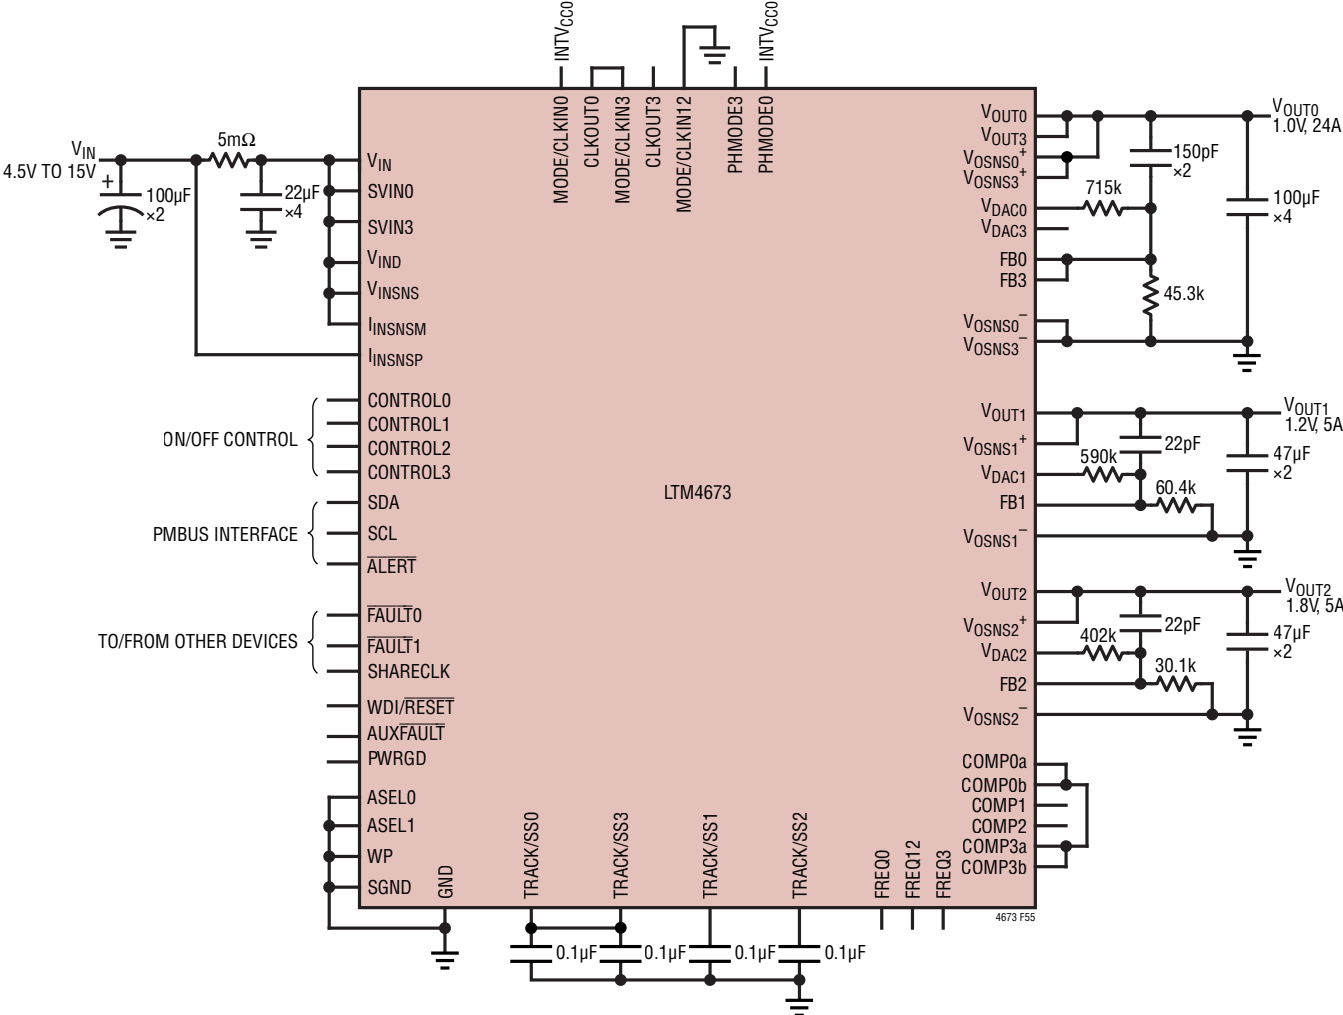 INTVCC0
INTVCC0
MODE/CLKIN0
CLKOUT0
MODE/CLKIN3
CLKOUT3
MODE/CLKIN12
PHMODE3
PHMODE0
VIN
4.5V TO 15V
+
100µF
×2
5mΩ
22µF
×4
VIN
SVIN0
SVIN3
VIND
VINSNS
IINSNSM
IINSNSP
ON/OFF CONTROL
CONTROL0
CONTROL1
CONTROL2
CONTROL3
PMBUS INTERFACE
SDA
SCL
ALERT
TO/FROM OTHER DEVICES
FAULT0
FAULT1
SHARECLK
WDI/RESET
AUXFAULT
PWRGD
ASEL0
ASEL1
WP
SGND
GND
LTM4673
VOUT0
VOUT3
VOSNS0+
VOSNS3+
VDAC0
VDAC3
FB0
FB3
VOSNS0−
VOSNS3−
715k
150pF
×2
45.3k
100µF
×4
VOUT0
1.0V, 24A
VOUT1
VOSNS1+
VDAC1
FB1
VOSNS1−
590k
22pF
60.4k
47µF
×2
VOUT1
1.2V, 5A
VOUT2
VOSNS2+
VDAC2
FB2
VOSNS2−
402k
22pF
30.1k
47µF
×2
VOUT2
1.8V, 5A
COMP0a
COMP0b
COMP1
COMP2
COMP3a
COMP3b
TRACK/SS0
TRACK/SS3
TRACK/SS1
TRACK/SS2
FREQ0
FREQ12
FREQ3
4673 F55
0.1µF
0.1µF
0.1µF
0.1µF